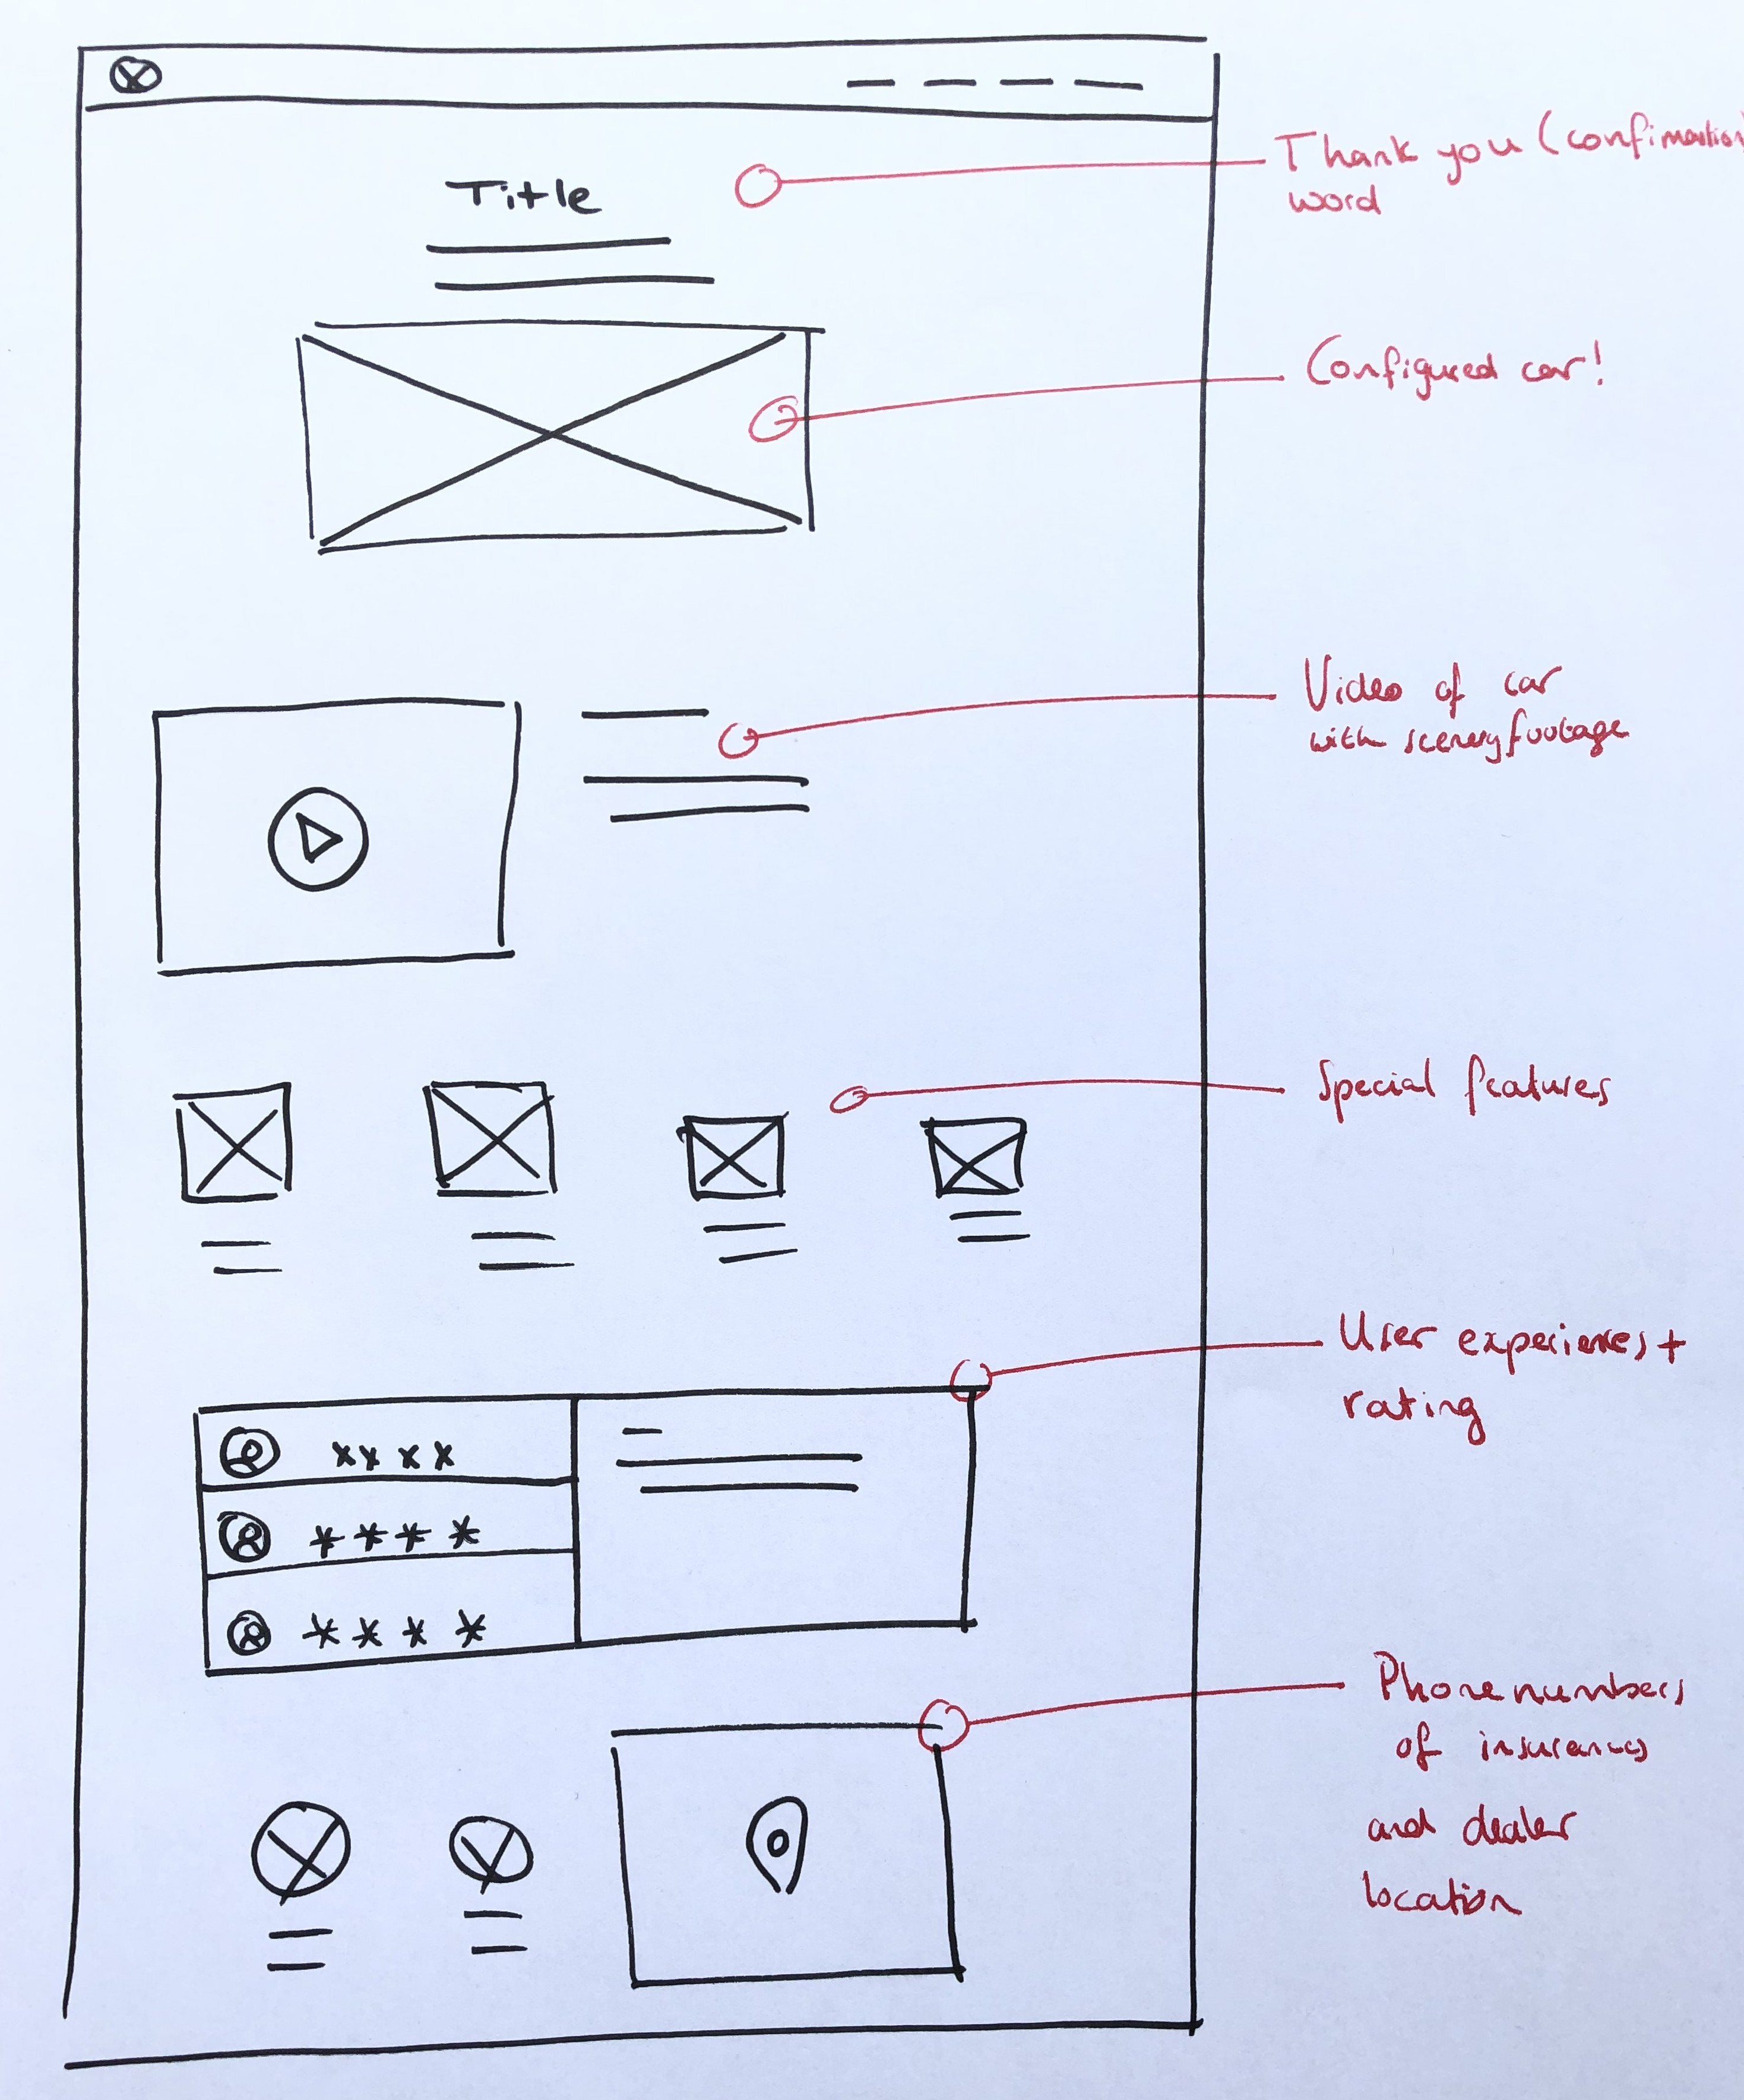 Title
Thank you (confirmation)
word
Configured car!
Video of car
with scenery footage
Special features
User experiences +
rating
xx x x
* * * *
* * * *
Phone numbers
of insurances
and dealer
location